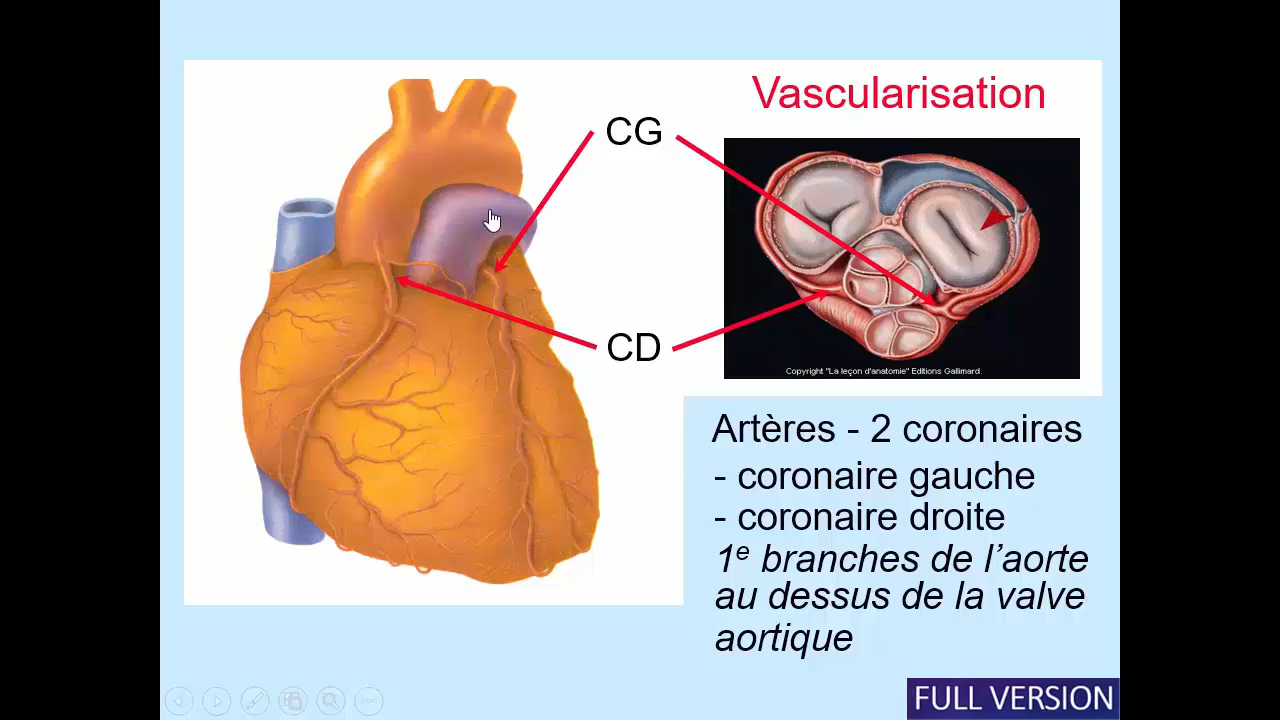 Vascularisation
CG
CD
Copyright "La leçon d'anatomie" Editions Gallimard.
Artères - 2 coronaires
- coronaire gauche
- coronaire droite
1e branches de l’aorte
au dessus de la valve
aortique
FULL VERSION